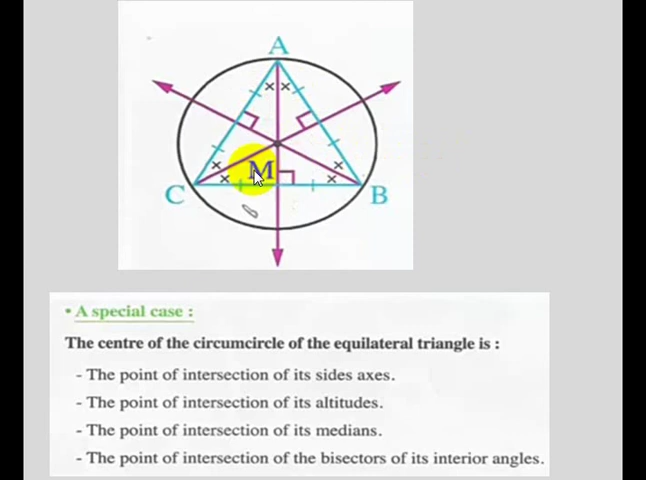 A
M
C
B
• A special case :
The centre of the circumcircle of the equilateral triangle is :
- The point of intersection of its sides axes.
- The point of intersection of its altitudes.
- The point of intersection of its medians.
- The point of intersection of the bisectors of its interior angles.